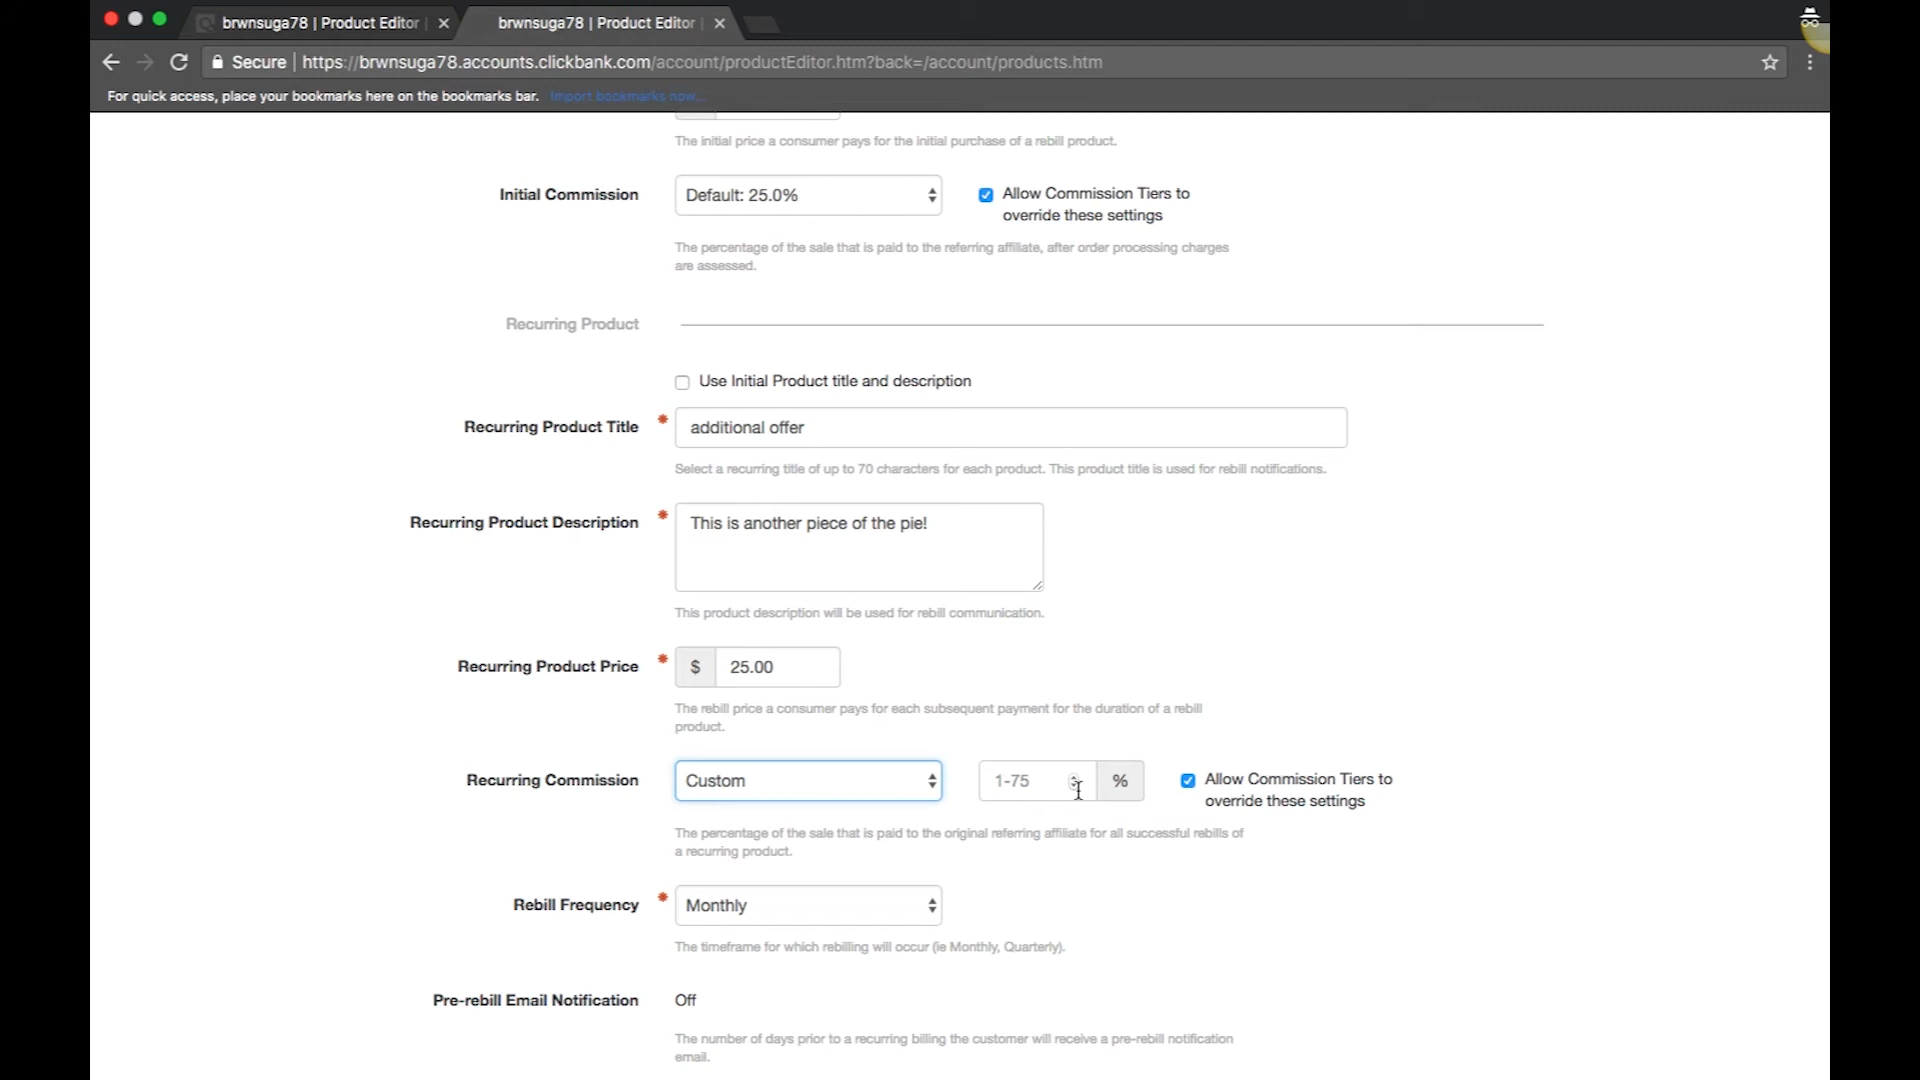 brwnsuga78 | Product Editor
brwnsuga78 | Product Editor
Secure | https://brwnsuga78.accounts.clickbank.com/account/productEditor.htm?back=/account/products.htm
For quick access, place your bookmarks here on the bookmarks bar. Import bookmarks now...
The initial price a consumer pays for the initial purchase of a rebill product.
Initial Commission
Default: 25.0%
Allow Commission Tiers to
override these settings
The percentage of the sale that is paid to the referring affiliate, after order processing charges
are assessed.
Recurring Product
Use Initial Product title and description
Recurring Product Title
additional offer
Select a recurring title of up to 70 characters for each product. This product title is used for rebill notifications.
Recurring Product Description
This is another piece of the pie!
This product description will be used for rebill communication.
Recurring Product Price
$ 25.00
The rebill price a consumer pays for each subsequent payment for the duration of a rebill
product.
Recurring Commission
Custom
1-75 %
Allow Commission Tiers to
override these settings
The percentage of the sale that is paid to the original referring affiliate for all successful rebills of
a recurring product.
Rebill Frequency
Monthly
The timeframe for which rebilling will occur (ie Monthly, Quarterly).
Pre-rebill Email Notification
Off
The number of days prior to a recurring billing the customer will receive a pre-rebill notification
email.